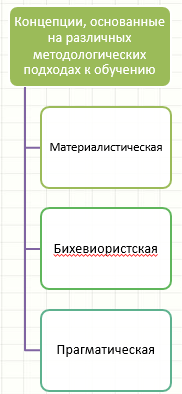 Концепции, основанные
на различных
методологических
подходах к обучению
Материалистическая
Бихевиористская
Прагматическая